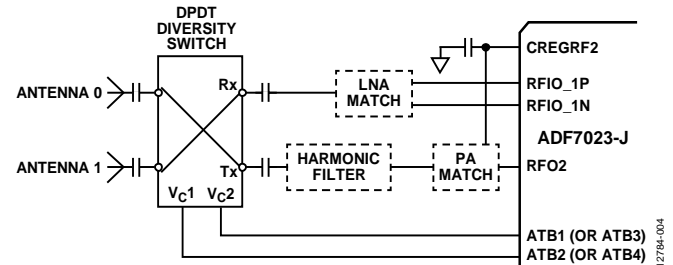 DPDT
DIVERSITY
SWITCH
CREGRF2
ANTENNA 0
Rx
LNA
MATCH
RFIO_1P
RFIO_1N
ADF7023-J
ANTENNA 1
Tx
HARMONIC
FILTER
PA
MATCH
RFO2
VC1 VC2
ATB1 (OR ATB3)
ATB2 (OR ATB4)
12784-004